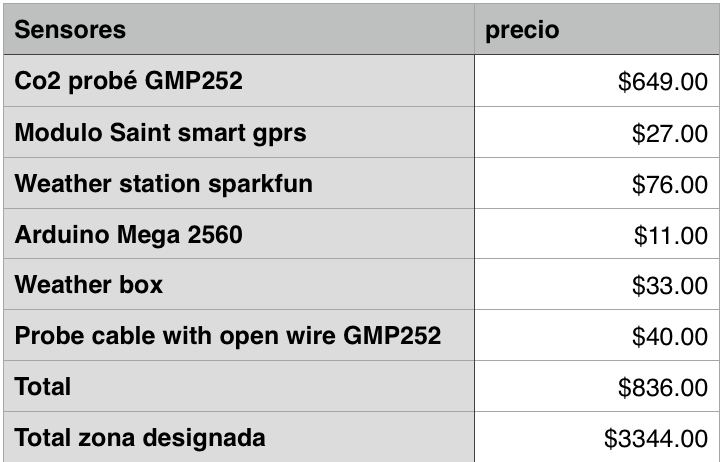 Sensores precio
Co2 probé GMP252 $649.00
Modulo Saint smart gprs $27.00
Weather station sparkfun $76.00
Arduino Mega 2560 $11.00
Weather box $33.00
Probe cable with open wire GMP252 $40.00
Total $836.00
Total zona designada $3344.00